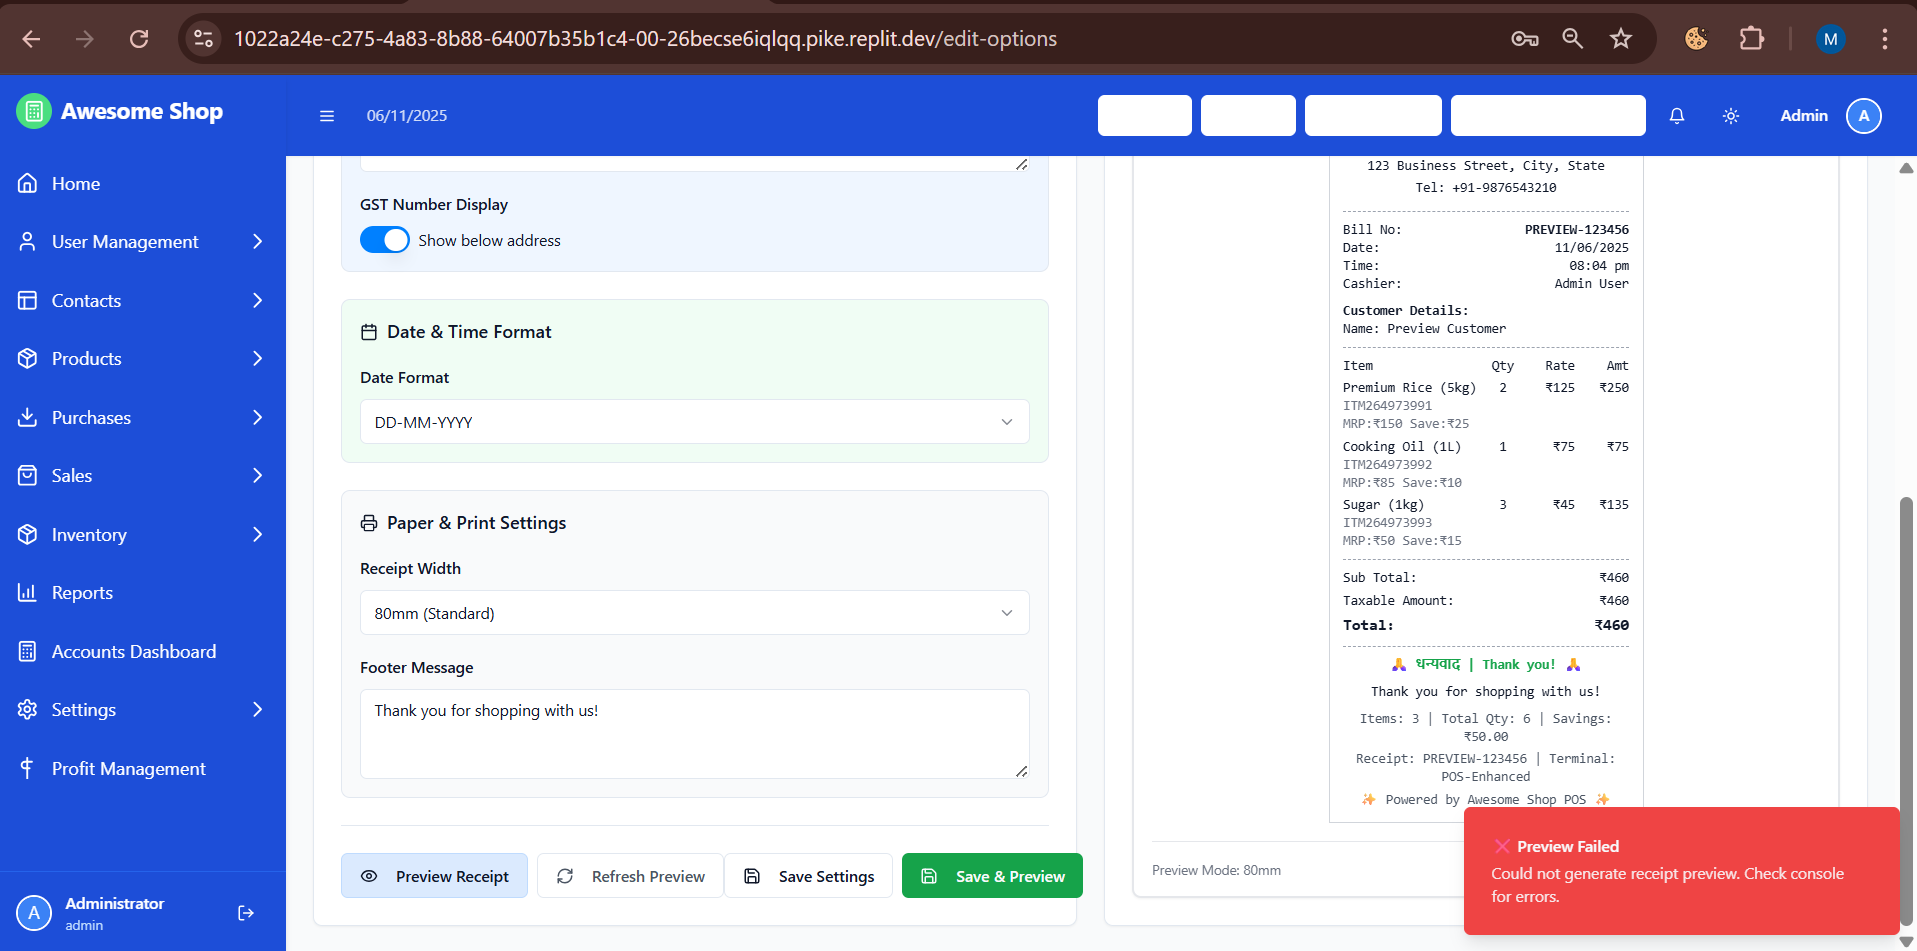 1022a24e-c275-4a83-8b88-64007b35b1c4-00-26becse6iqlqq.pike.replit.dev/edit-options
M
Awesome Shop
06/11/2025
Admin
A
Home
User Management
Contacts
Products
Purchases
Sales
Inventory
Reports
Accounts Dashboard
Settings
Profit Management
A
Administrator
admin
GST Number Display
Show below address
Date & Time Format
Date Format
DD-MM-YYYY
Paper & Print Settings
Receipt Width
80mm (Standard)
Footer Message
Thank you for shopping with us!
Preview Receipt
Refresh Preview
Save Settings
Save & Preview
123 Business Street, City, State
Tel: +91-9876543210
Bill No: PREVIEW-123456
Date: 11/06/2025
Time: 08:04 pm
Cashier: Admin User
Customer Details:
Name: Preview Customer
Item Qty Rate Amt
Premium Rice (5kg) 2 ₹125 ₹250
ITM264973991
MRP:₹150 Save:₹25
Cooking Oil (1L) 1 ₹75 ₹75
ITM264973992
MRP:₹85 Save:₹10
Sugar (1kg) 3 ₹45 ₹135
ITM264973993
MRP:₹50 Save:₹15
Sub Total: ₹460
Taxable Amount: ₹460
Total: ₹460
🙏 धन्यवाद | Thank you! 🙏
Thank you for shopping with us!
Items: 3 | Total Qty: 6 | Savings:
₹50.00
Receipt: PREVIEW-123456 | Terminal:
POS-Enhanced
✨ Powered by Awesome Shop POS ✨
Preview Mode: 80mm
❌ Preview Failed
Could not generate receipt preview. Check console
for errors.